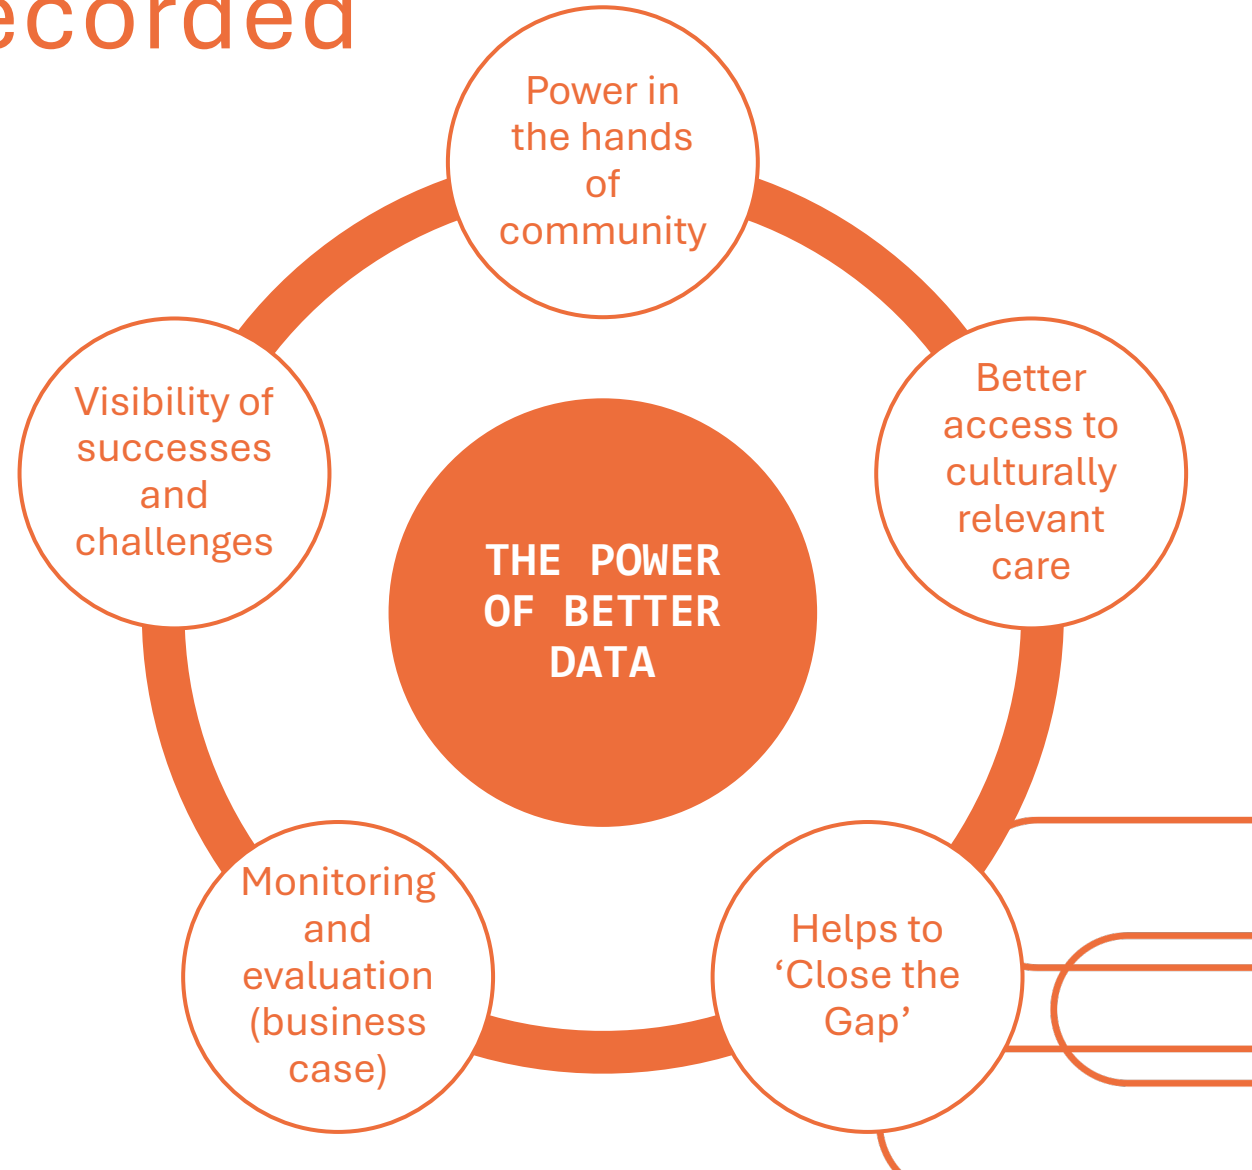 ecorded
Power in
the hands
of
community
Better
access to
culturally
relevant
care
Helps to
‘Close the
Gap’
Monitoring
and
evaluation
(business
case)
Visibility of
successes
and
challenges
THE POWER
OF BETTER
DATA